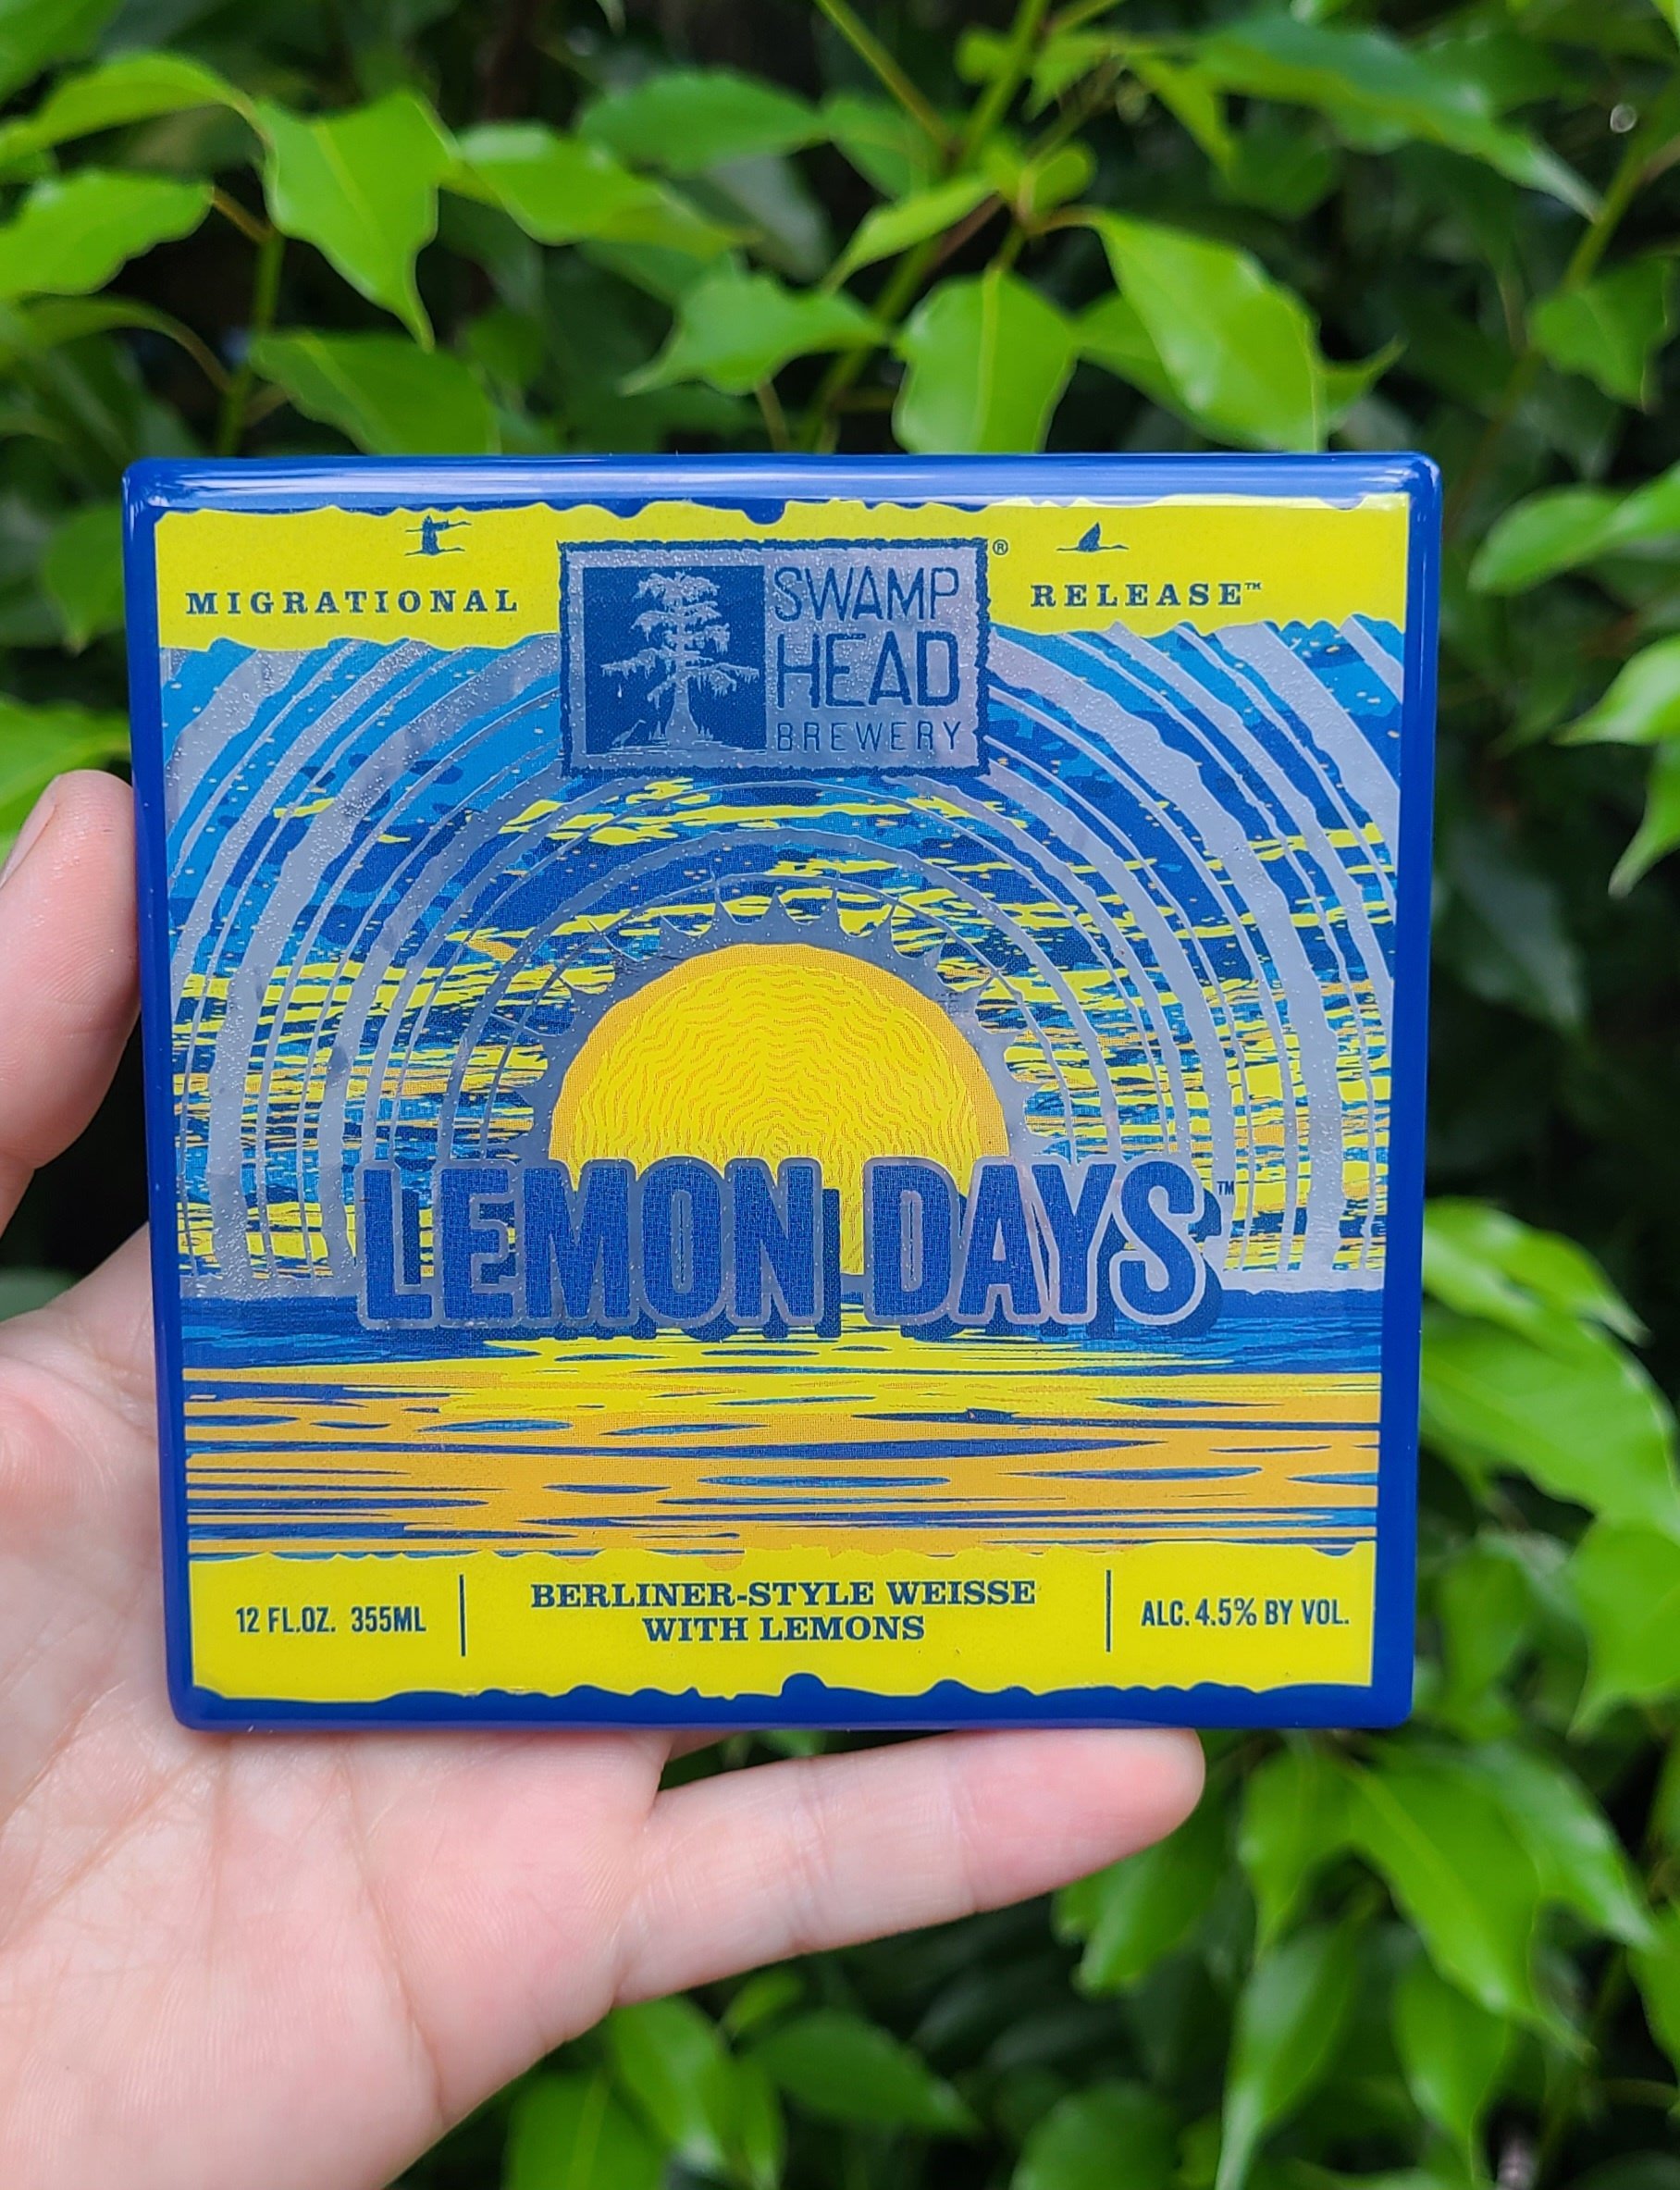 MIGRATIONAL
SWAMP
HEAD
BREWERY
®
RELEASE™
LEMON DAYS™
12 FL.OZ. 355ML
BERLINER-STYLE WEISSE
WITH LEMONS
ALC. 4.5% BY VOL.